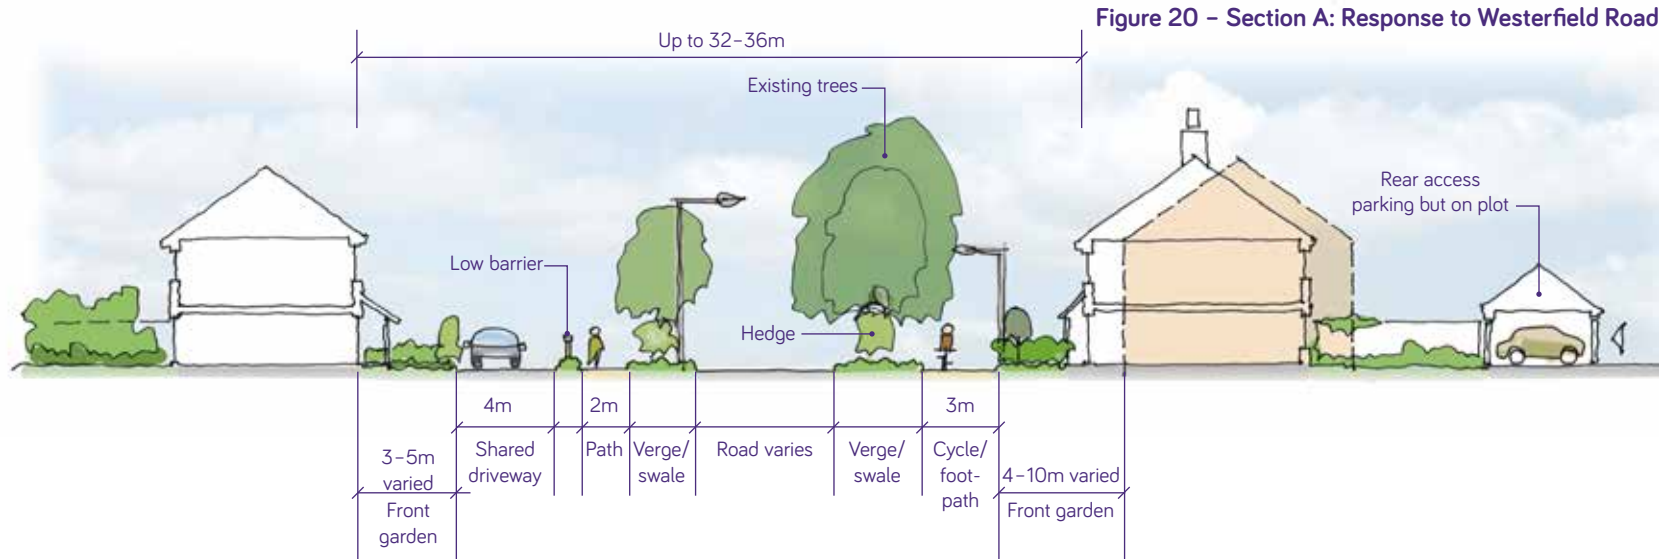 Figure 20 – Section A: Response to Westerfield Road
Up to 32–36m
Existing trees
Rear access
parking but on plot
Low barrier
Hedge
4m
2m
3m
Shared
driveway
Path
Verge/
swale
Road varies
Verge/
swale
Cycle/
foot-
path
3–5m
varied
Front
garden
4–10m varied
Front garden